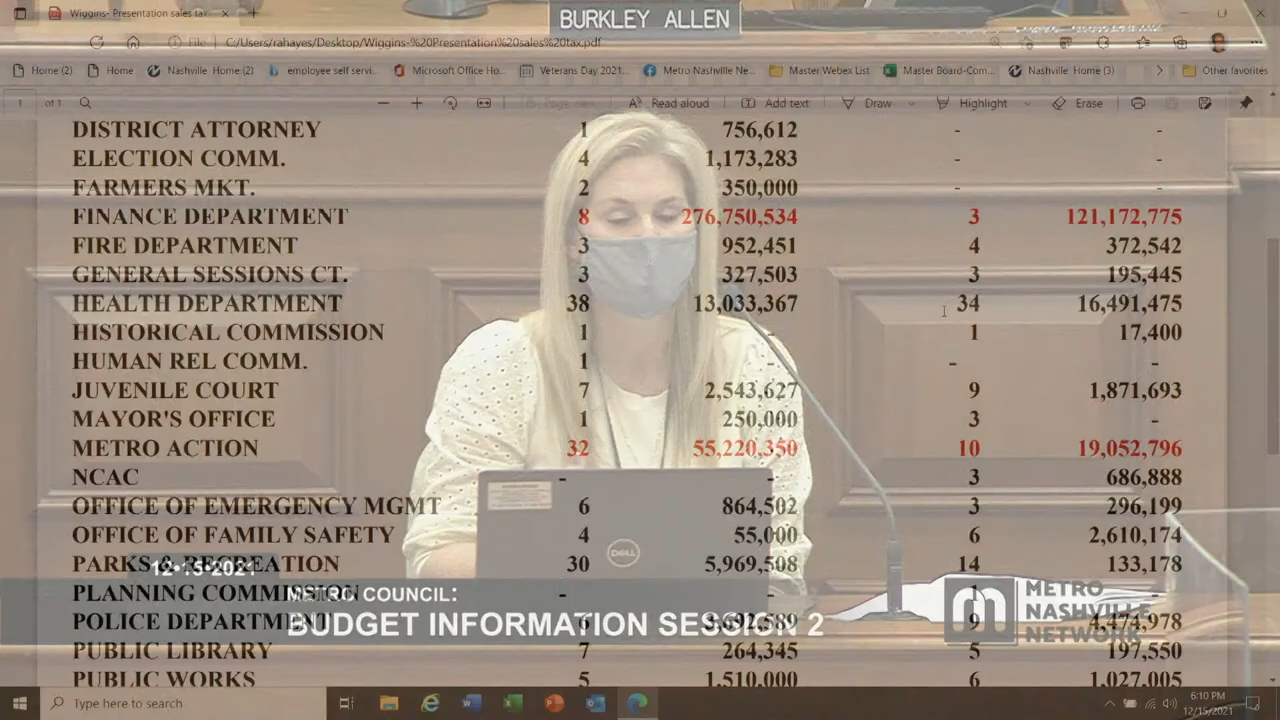 BURKLEY ALLEN
Wiggins- Presentation sales tax
File C:/Users/rahayes/Desktop/Wiggins-%20Presentation%20sales%20tax.pdf
Home (2) Home Nashville Home (2) employee self servi... Microsoft Office Ho... Veterans Day 2021... Metro Nashville Ne... Master Webex List Master Board-Com... Nashville Home (3) Other favorites
1 of 1 Read aloud Add text Draw Highlight Erase
DISTRICT ATTORNEY 1 756,612 - -
ELECTION COMM. 4 1,173,283 - -
FARMERS MKT. 2 350,000 - -
FINANCE DEPARTMENT 8 276,750,534 3 121,172,775
FIRE DEPARTMENT 3 952,451 4 372,542
GENERAL SESSIONS CT. 3 327,503 3 195,445
HEALTH DEPARTMENT 38 13,033,367 34 16,491,475
HISTORICAL COMMISSION 1 - 1 17,400
HUMAN REL COMM. 1 - - -
JUVENILE COURT 7 2,543,627 9 1,871,693
MAYOR'S OFFICE 1 250,000 3 -
METRO ACTION 32 55,220,350 10 19,052,796
NCAC - - 3 686,888
OFFICE OF EMERGENCY MGMT 6 864,502 3 296,199
OFFICE OF FAMILY SAFETY 4 55,000 6 2,610,174
PARKS & RECREATION 30 5,969,508 14 133,178
12•15•2021
PLANNING COMMISSION - - 1 -
METRO COUNCIL:
POLICE DEPARTMENT 6 3,692,589 9 4,474,978
BUDGET INFORMATION SESSION 2
METRO
NASHVILLE
NETWORK
PUBLIC LIBRARY 7 264,345 5 197,550
PUBLIC WORKS 5 1,510,000 6 1,027,005
Type here to search
DELL
6:10 PM
12/15/2021